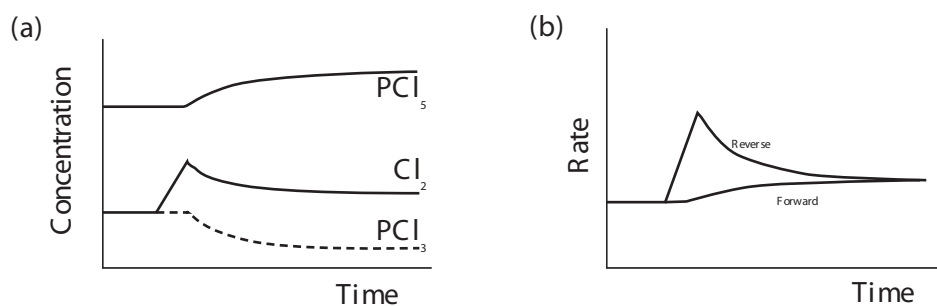 (a)
Concentration
PCl₅
Cl₂
PCl₃
Time
(b)
Rate
Reverse
Forward
Time